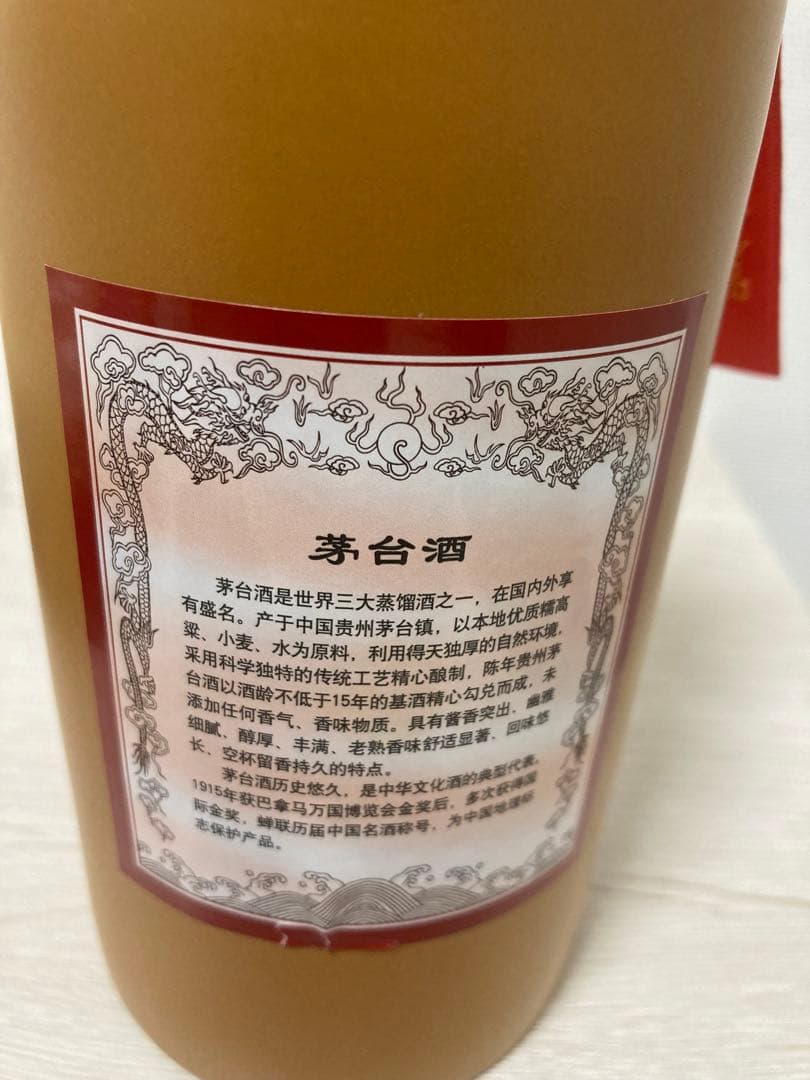 茅台酒
茅台酒是世界三大蒸馏酒之一，在国内外享
有盛名。产于中国贵州茅台镇，以本地优质糯高
粱、小麦、水为原料，利用得天独厚的自然环境，
采用科学独特的传统工艺精心酿制，陈年贵州茅
台酒以酒龄不低于15年的基酒精心勾兑而成，未
添加任何香气、香味物质。具有酱香突出、幽雅
细腻、醇厚、丰满、老熟香味舒适显著、回味悠
长、空杯留香持久的特点。
茅台酒历史悠久，是中华文化酒的典型代表，
1915年获巴拿马万国博览会金奖后，多次获得国
际金奖，蝉联历届中国名酒称号，为中国地理标
志保护产品。